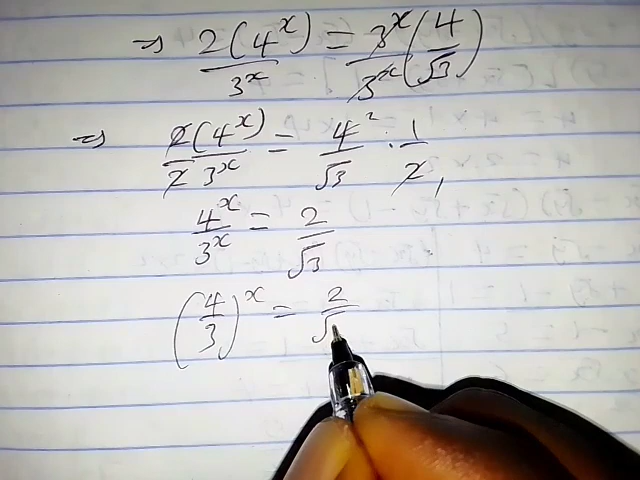 ⇒ 2(4^x)/3^x = 3^x/3^x (4/√3)
⇒ 2/2 (4^x)/3^x = 4^2/√3 · 1/2,
4^x/3^x = 2/√3
(4/3)^x = 2/√